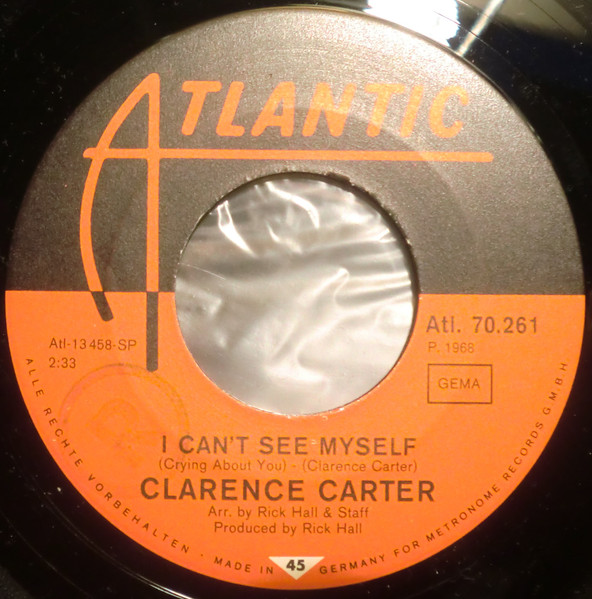 ATLANTIC
Atl. 70.261
P. 1968
GEMA
Atl-13 458-SP
2:33
I CAN'T SEE MYSELF
(Crying About You) - (Clarence Carter)
CLARENCE CARTER
Arr. by Rick Hall & Staff
Produced by Rick Hall
ALLE RECHTE VORBEHALTEN · MADE IN GERMANY FOR METRONOME RECORDS G.M.B.H
45